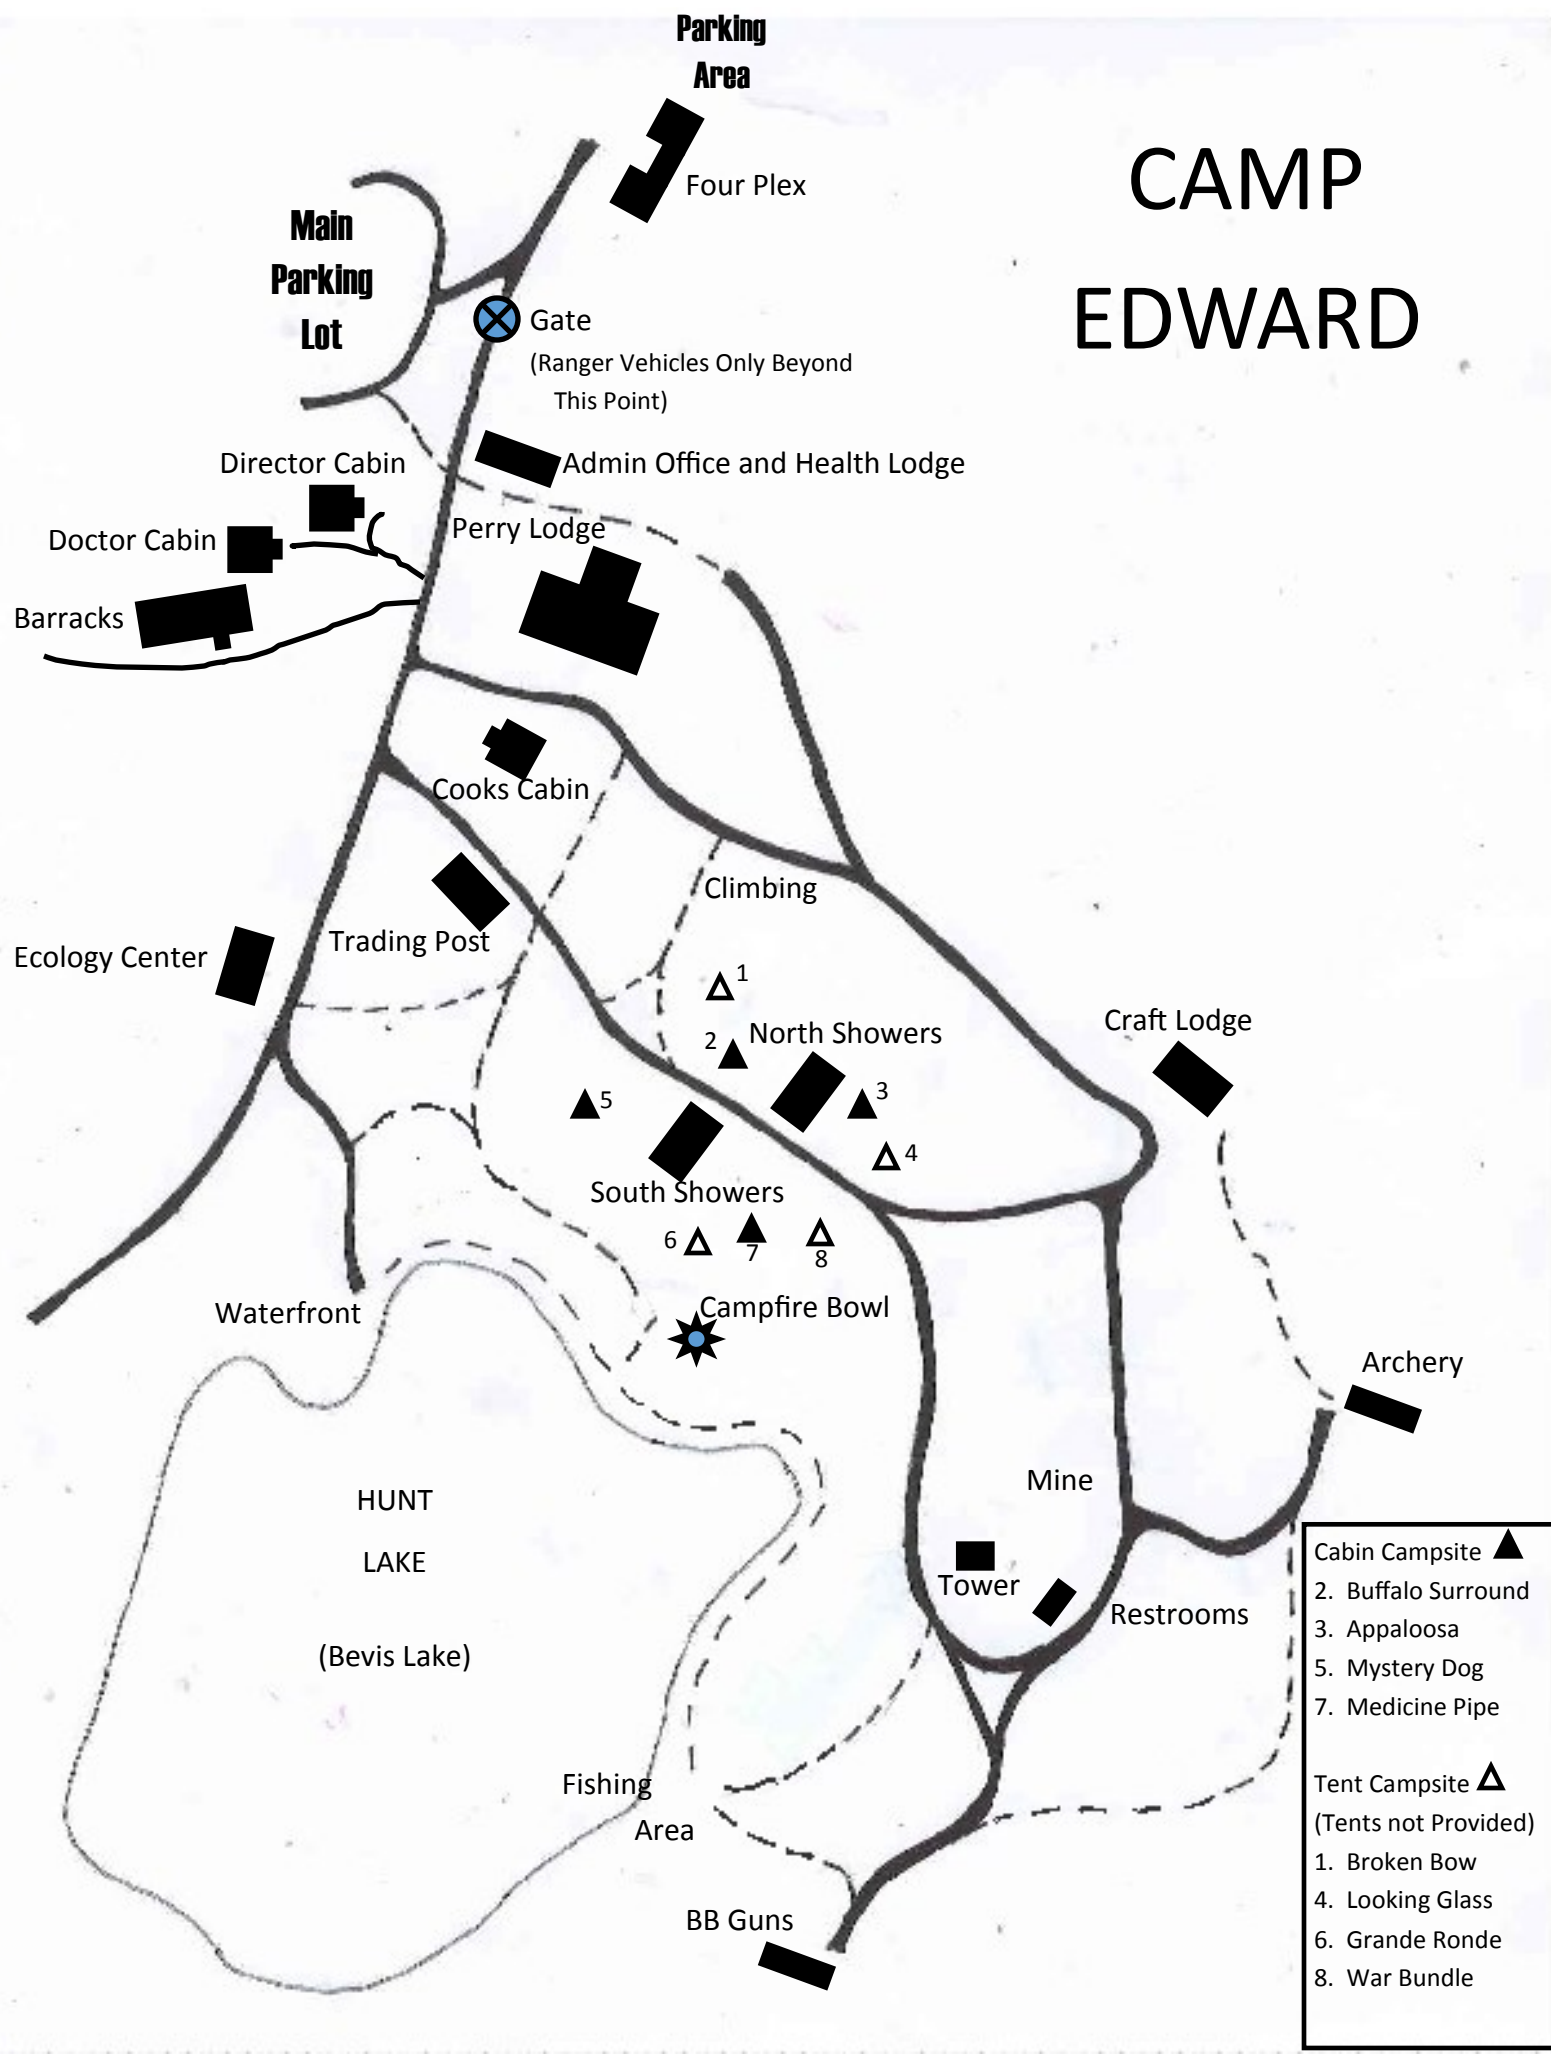 Parking
Area
CAMP
EDWARD
Four Plex
Main
Parking
Lot
Gate
(Ranger Vehicles Only Beyond
This Point)
Director Cabin
Admin Office and Health Lodge
Doctor Cabin
Perry Lodge
Barracks
Cooks Cabin
Climbing
Trading Post
Ecology Center
1
North Showers
2
Craft Lodge
3
5
4
South Showers
6
7
8
Waterfront
Campfire Bowl
Archery
HUNT
LAKE
(Bevis Lake)
Mine
Tower
Restrooms
Fishing
Area
BB Guns
Cabin Campsite
2. Buffalo Surround
3. Appaloosa
5. Mystery Dog
7. Medicine Pipe
Tent Campsite
(Tents not Provided)
1. Broken Bow
4. Looking Glass
6. Grande Ronde
8. War Bundle